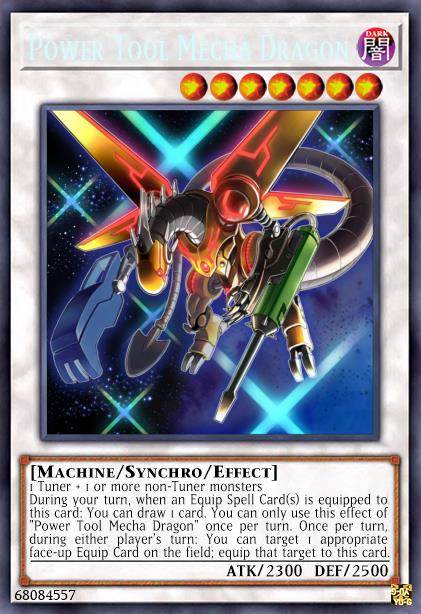 Power Tool Mecha Dragon
DARK
闇
[Machine/Synchro/Effect]
1 Tuner + 1 or more non-Tuner monsters
During your turn, when an Equip Spell Card(s) is equipped to
this card: You can draw 1 card. You can only use this effect of
"Power Tool Mecha Dragon" once per turn. Once per turn,
during either player's turn: You can target 1 appropriate
face-up Equip Card on the field; equip that target to this card.
ATK/2300 DEF/2500
68084557